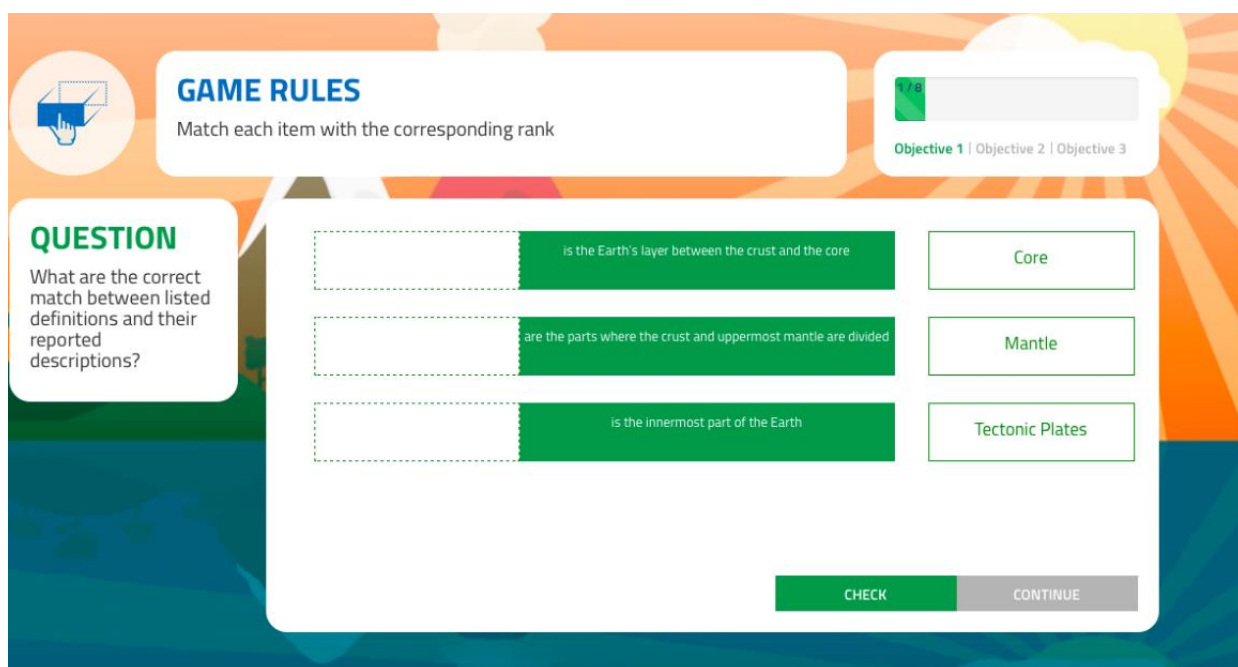 GAME RULES
Match each item with the corresponding rank
1/8
Objective 1 | Objective 2 | Objective 3
QUESTION
What are the correct
match between listed
definitions and their
reported
descriptions?
is the Earth's layer between the crust and the core
Core
are the parts where the crust and uppermost mantle are divided
Mantle
is the innermost part of the Earth
Tectonic Plates
CHECK
CONTINUE